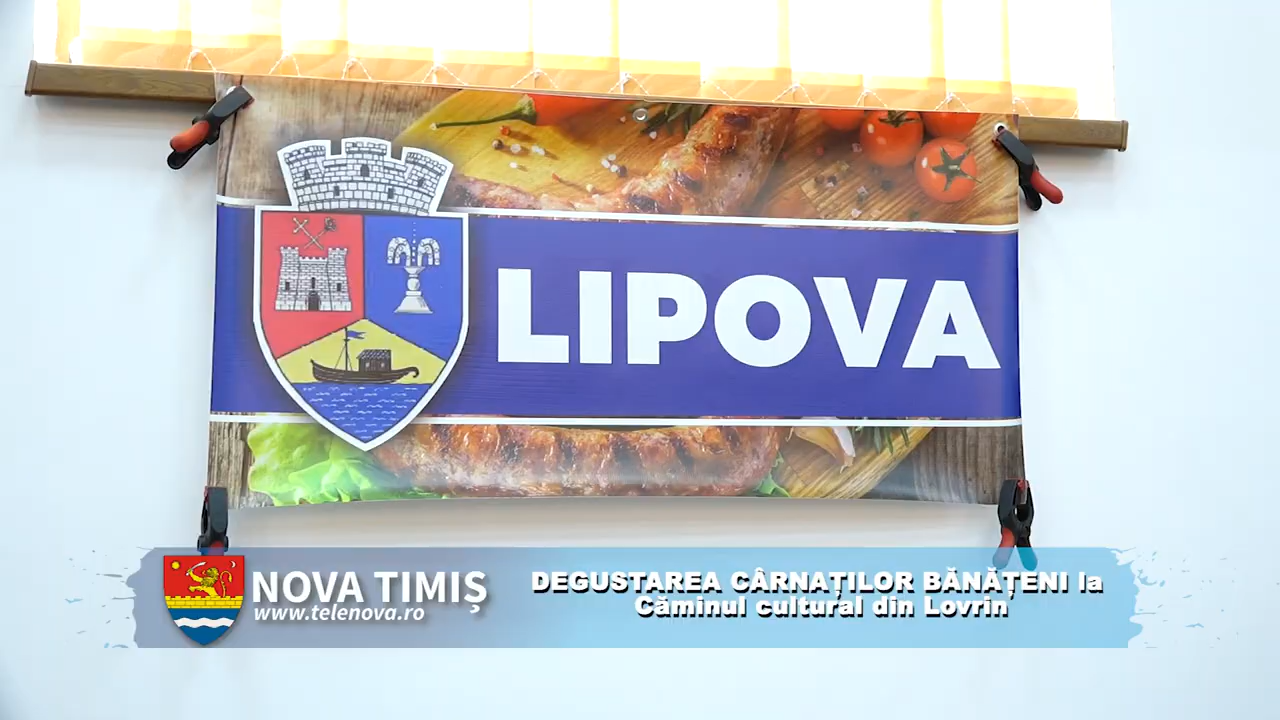 LIPOVA
NOVA TIMIȘ
www.telenova.ro
DEGUSTAREA CÂRNAȚILOR BĂNĂȚENI la
Căminul cultural din Lovrin